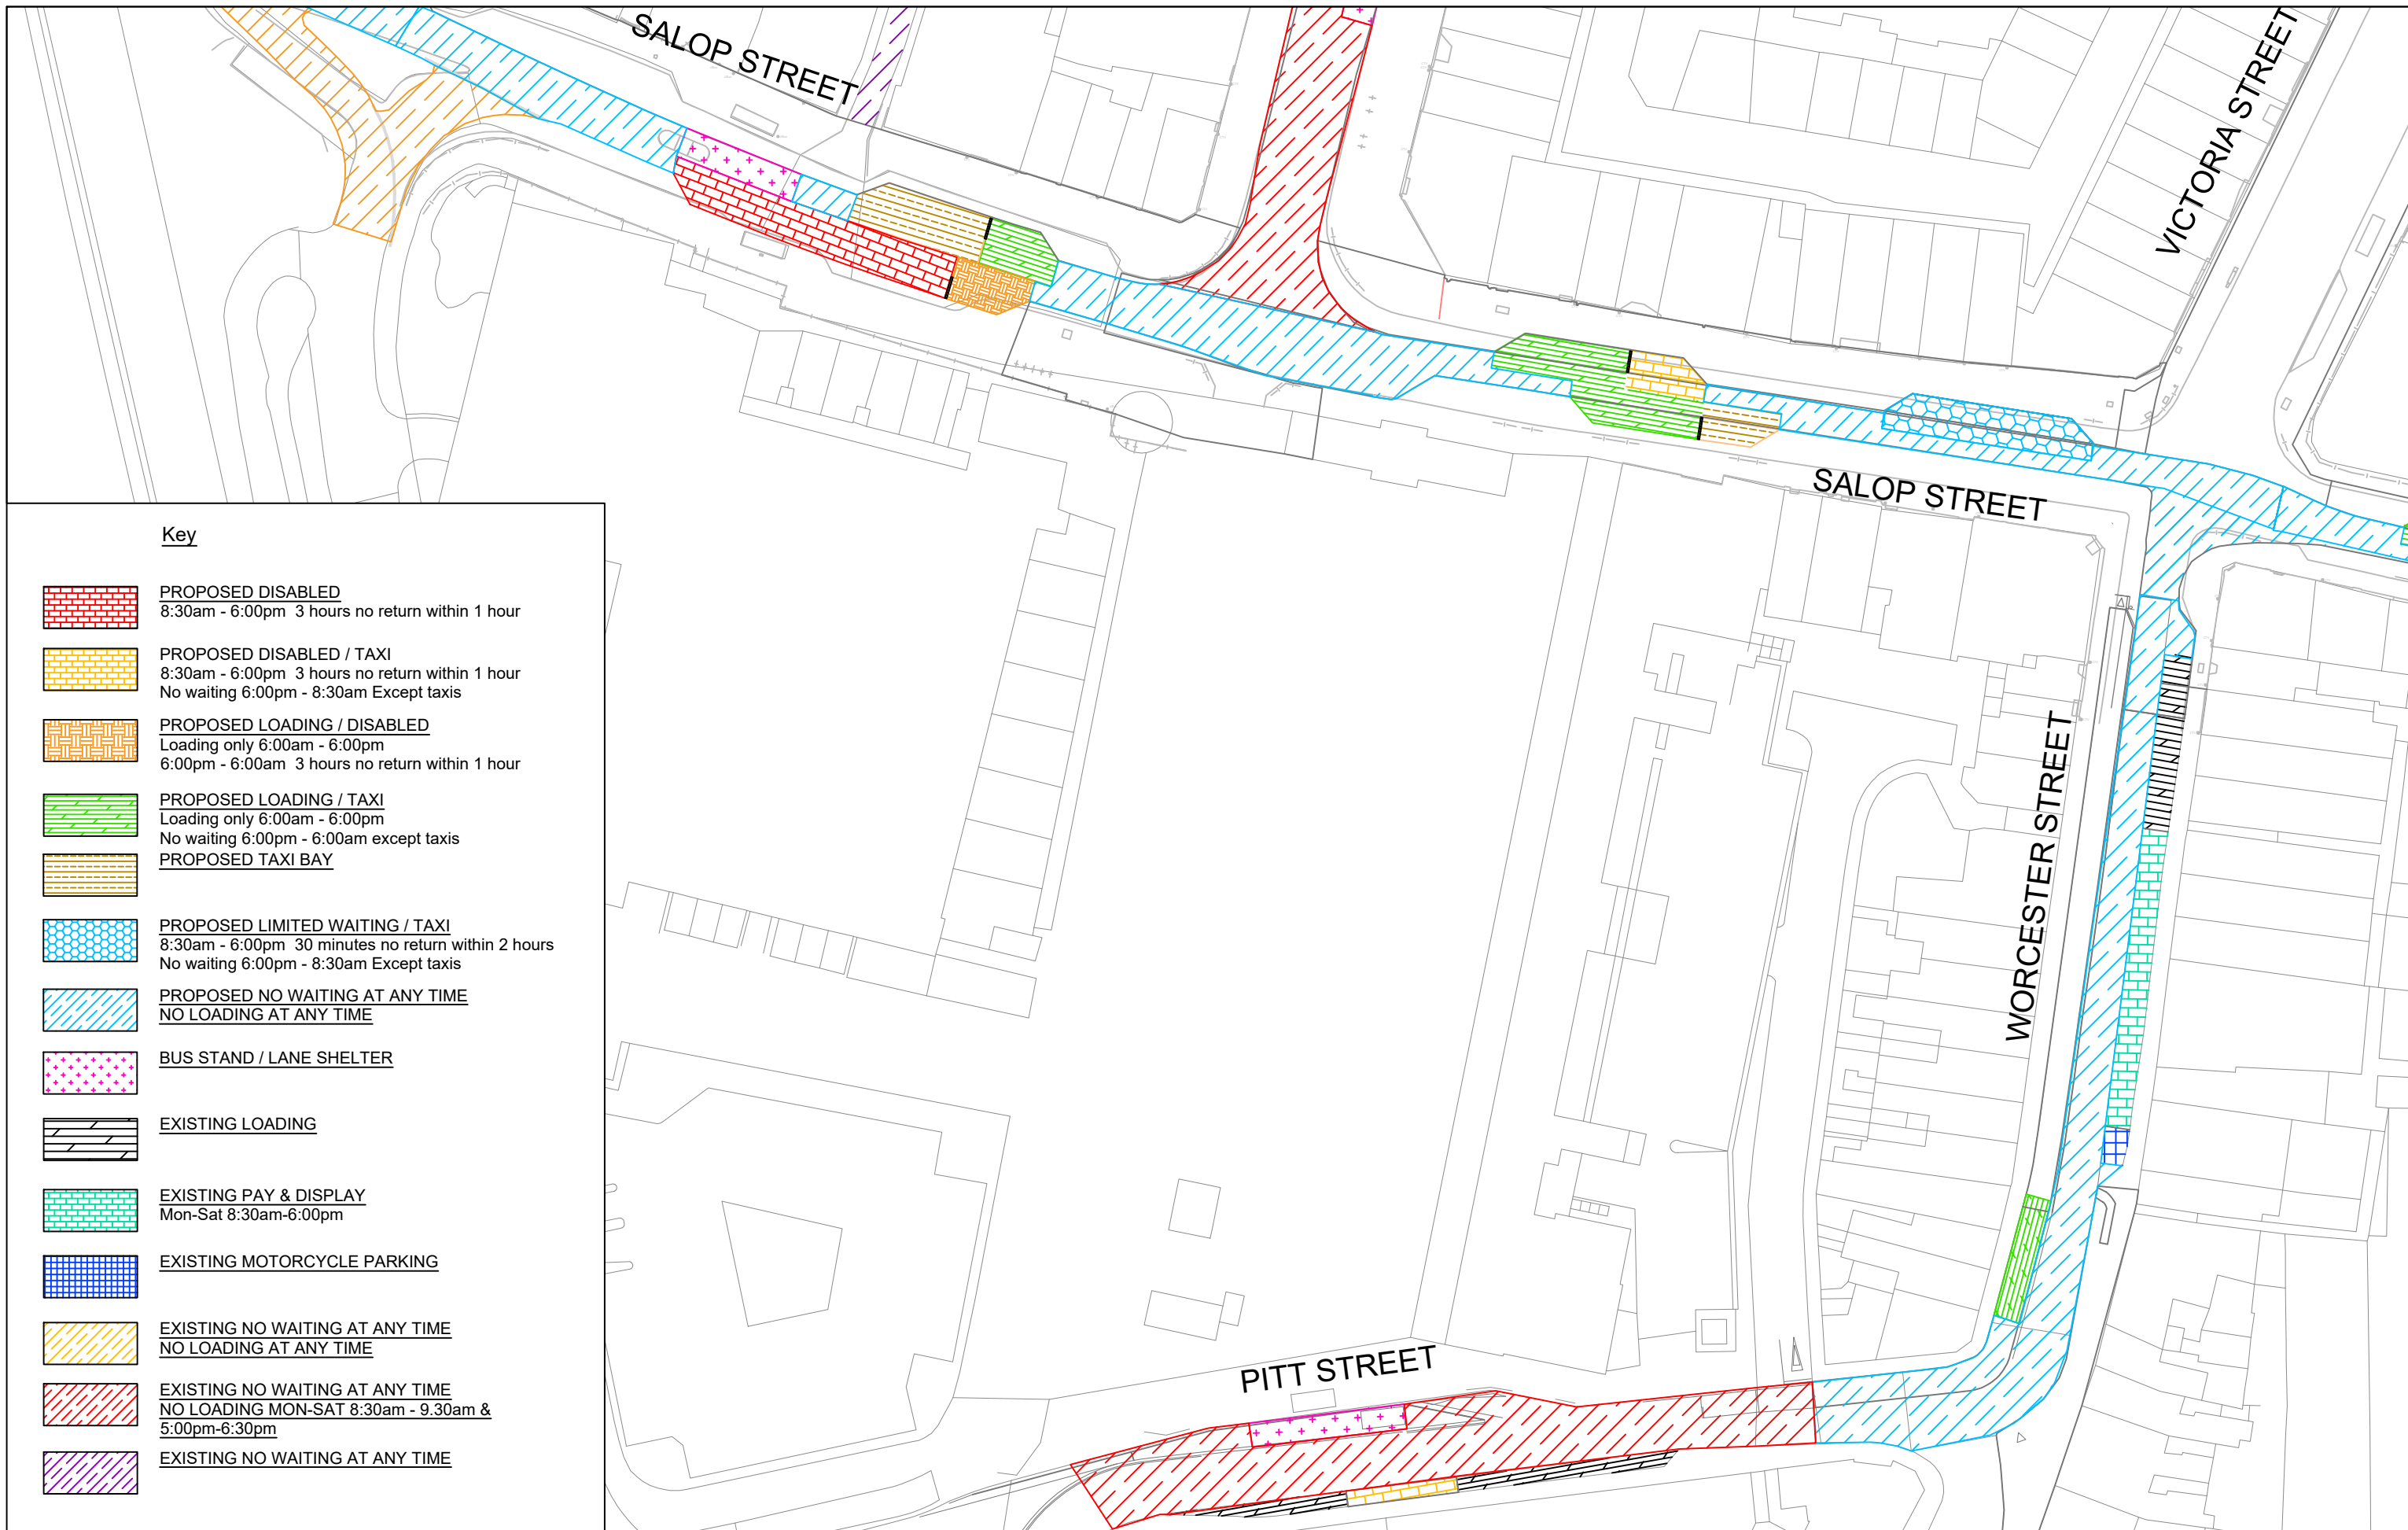 SALOP STREET
VICTORIA STREET
SALOP STREET
WORCESTER STREET
PITT STREET
Key
PROPOSED DISABLED
8:30am - 6:00pm 3 hours no return within 1 hour
PROPOSED DISABLED / TAXI
8:30am - 6:00pm 3 hours no return within 1 hour
No waiting 6:00pm - 8:30am Except taxis
PROPOSED LOADING / DISABLED
Loading only 6:00am - 6:00pm
6:00pm - 6:00am 3 hours no return within 1 hour
PROPOSED LOADING / TAXI
Loading only 6:00am - 6:00pm
No waiting 6:00pm - 6:00am except taxis
PROPOSED TAXI BAY
PROPOSED LIMITED WAITING / TAXI
8:30am - 6:00pm 30 minutes no return within 2 hours
No waiting 6:00pm - 8:30am Except taxis
PROPOSED NO WAITING AT ANY TIME
NO LOADING AT ANY TIME
BUS STAND / LANE SHELTER
EXISTING LOADING
EXISTING PAY & DISPLAY
Mon-Sat 8:30am-6:00pm
EXISTING MOTORCYCLE PARKING
EXISTING NO WAITING AT ANY TIME
NO LOADING AT ANY TIME
EXISTING NO WAITING AT ANY TIME
NO LOADING MON-SAT 8:30am - 9.30am &
5:00pm-6:30pm
EXISTING NO WAITING AT ANY TIME